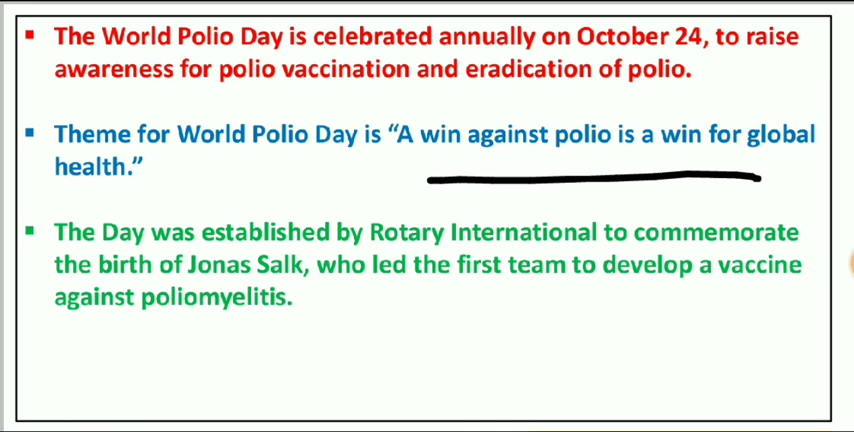 ▪ The World Polio Day is celebrated annually on October 24, to raise
awareness for polio vaccination and eradication of polio.
▪ Theme for World Polio Day is “A win against polio is a win for global
health.”
▪ The Day was established by Rotary International to commemorate
the birth of Jonas Salk, who led the first team to develop a vaccine
against poliomyelitis.